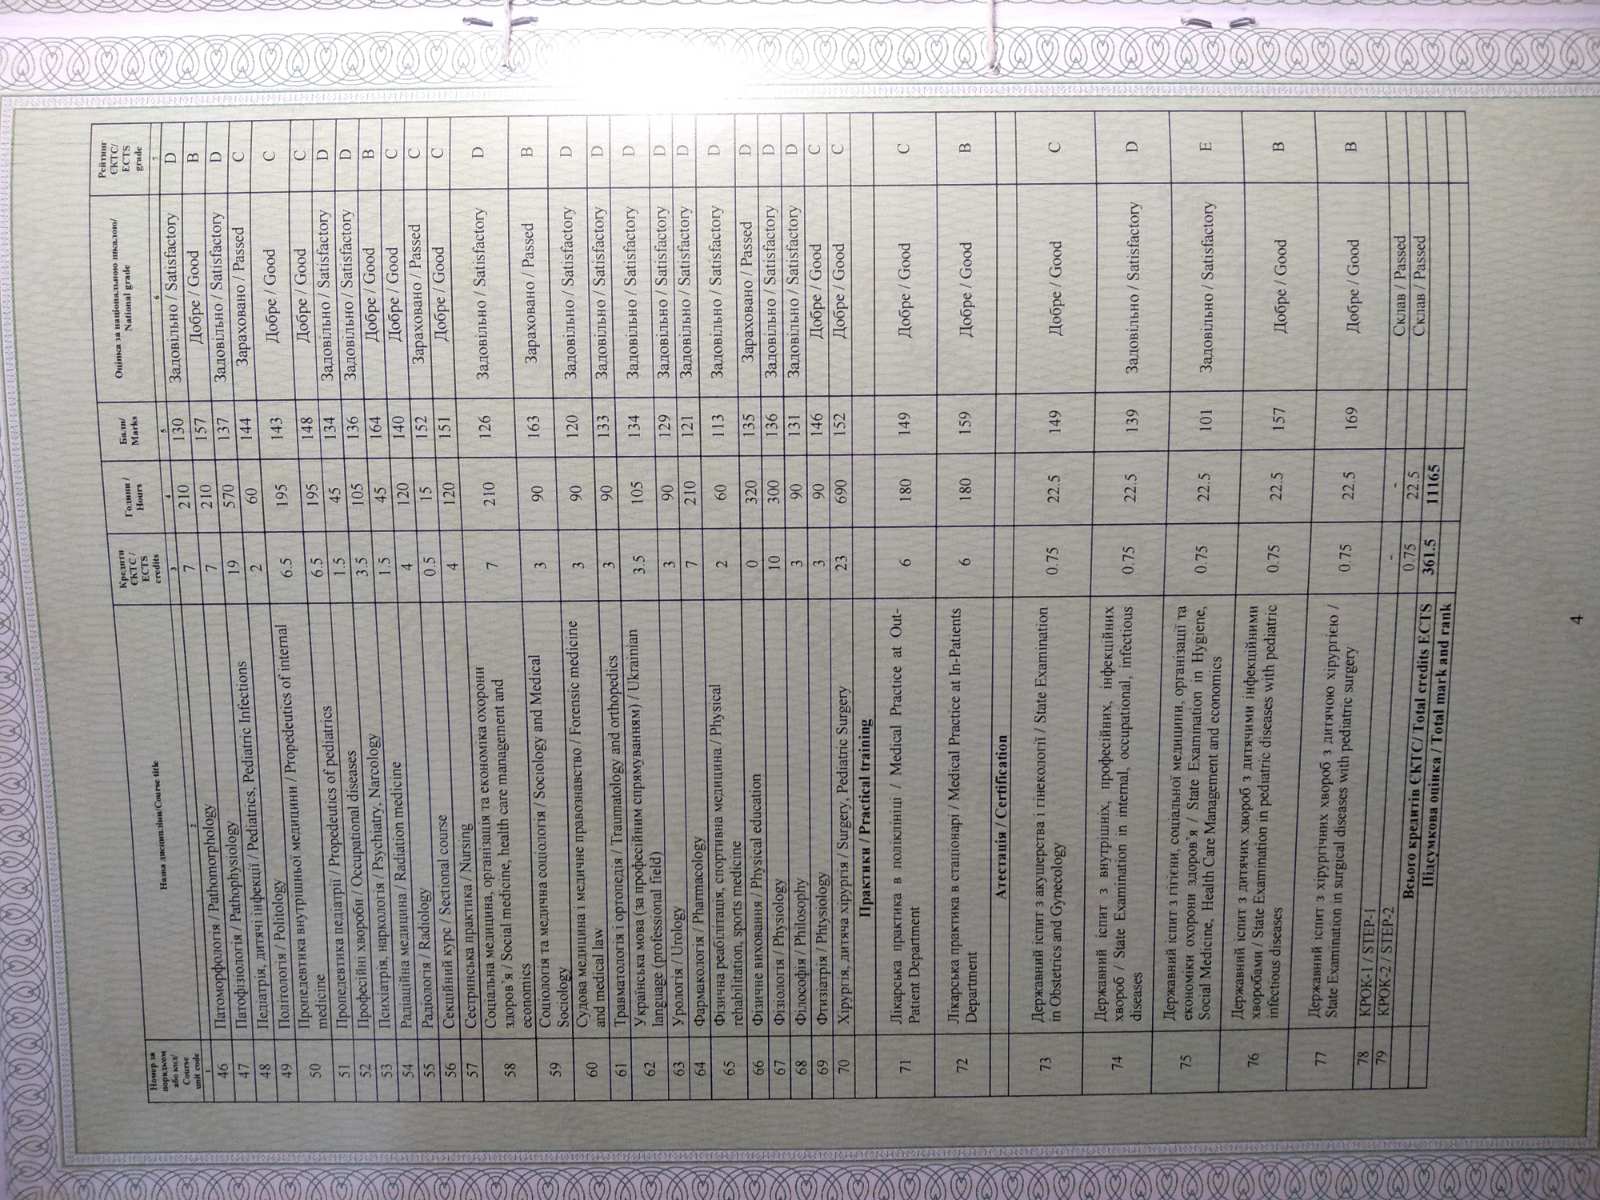 Номер за порядком або код/ Course unit code
Назва дисципліни/Course title
Кредити ЄКТС / ECTS credits
Години / Hours
Бали/ Marks
Оцінка за національною шкалою/ National grade
Рейтинг ЄКТС/ ECTS grade
1 2 3 4 5 6 7
46 Патоморфологія / Pathomorphology 7 210 130 Задовільно / Satisfactory D
47 Патофізіологія / Pathophysiology 7 210 157 Добре / Good B
48 Педіатрія, дитячі інфекції / Pediatrics, Pediatric Infections 19 570 137 Задовільно / Satisfactory D
49 Політологія / Politology 2 60 144 Зараховано / Passed C
50 Пропедевтика внутрішньої медицини / Propedeutics of internal
medicine 6.5 195 143 Добре / Good C
51 Пропедевтика педіатрії / Propedeutics of pediatrics 6.5 195 148 Добре / Good C
52 Професійні хвороби / Occupational diseases 1.5 45 134 Задовільно / Satisfactory D
53 Психіатрія, наркологія / Psychiatry, Narcology 3.5 105 136 Задовільно / Satisfactory D
54 Радіаційна медицина / Radiation medicine 1.5 45 164 Добре / Good B
55 Радіологія / Radiology 4 120 140 Добре / Good C
56 Секційний курс / Sectional course 0.5 15 152 Зараховано / Passed C
57 Сестринська практика / Nursing 4 120 151 Добре / Good C
58 Соціальна медицина, організація та економіка охорони
здоров`я / Social medicine, health care management and
economics 7 210 126 Задовільно / Satisfactory D
59 Соціологія та медична соціологія / Sociology and Medical
Sociology 3 90 163 Зараховано / Passed B
60 Судова медицина і медичне правознавство / Forensic medicine
and medical law 3 90 120 Задовільно / Satisfactory D
61 Травматологія і ортопедія / Traumatology and orthopedics 3 90 133 Задовільно / Satisfactory D
62 Українська мова (за професійним спрямуванням) / Ukrainian
language (professional field) 3.5 105 134 Задовільно / Satisfactory D
63 Урологія / Urology 3 90 129 Задовільно / Satisfactory D
64 Фармакологія / Pharmacology 7 210 121 Задовільно / Satisfactory D
65 Фізична реабілітація, спортивна медицина / Physical
rehabilitation, sports medicine 2 60 113 Задовільно / Satisfactory D
66 Фізичне виховання / Physical education 0 320 135 Зараховано / Passed D
67 Фізіологія / Physiology 10 300 136 Задовільно / Satisfactory D
68 Філософія / Philosophy 3 90 131 Задовільно / Satisfactory D
69 Фтизіатрія / Phtysiology 3 90 146 Добре / Good C
70 Хірургія, дитяча хірургія / Surgery, Pediatric Surgery 23 690 152 Добре / Good C
Практики / Practical training
71 Лікарська практика в поліклініці / Medical Practice at Out-
Patient Department 6 180 149 Добре / Good C
72 Лікарська практика в стаціонарі / Medical Practice at In-Patients
Department 6 180 159 Добре / Good B
Атестація / Certification
73 Державний іспит з акушерства і гінекології / State Examination
in Obstetrics and Gynecology 0.75 22.5 149 Добре / Good C
74 Державний іспит з внутрішніх, професійних, інфекційних
хвороб / State Examination in internal, occupational, infectious
diseases 0.75 22.5 139 Задовільно / Satisfactory D
75 Державний іспит з гігієни, соціальної медицини, організації та
економіки охорони здоров`я / State Examination in Hygiene,
Social Medicine, Health Care Management and economics 0.75 22.5 101 Задовільно / Satisfactory E
76 Державний іспит з дитячих хвороб з дитячими інфекційними
хворобами / State Examination in pediatric diseases with pediatric
infectious diseases 0.75 22.5 157 Добре / Good B
77 Державний іспит з хірургічних хвороб з дитячою хірургією /
State Examination in surgical diseases with pediatric surgery 0.75 22.5 169 Добре / Good B
78 КРОК-1 / STEP-1 - - Склав / Passed
79 КРОК-2 / STEP-2 0.75 22.5 Склав / Passed
Всього кредитів ЄКТС/ Total credits ECTS 361.5 11165
Підсумкова оцінка / Total mark and rank
4